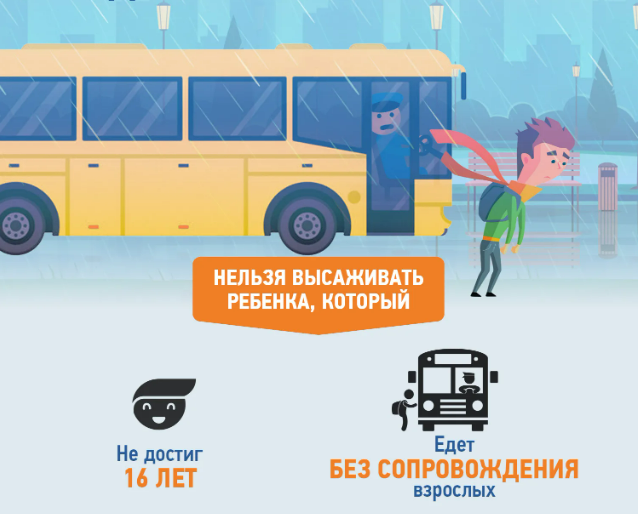 НЕЛЬЗЯ ВЫСАЖИВАТЬ
РЕБЕНКА, КОТОРЫЙ
Не достиг
16 ЛЕТ
Едет
БЕЗ СОПРОВОЖДЕНИЯ
взрослых